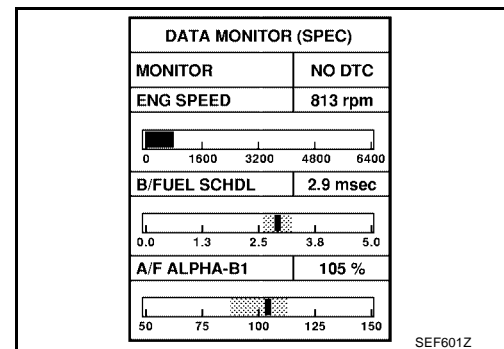 DATA MONITOR (SPEC)
MONITOR NO DTC
ENG SPEED 813 rpm
0 1600 3200 4800 6400
B/FUEL SCHDL 2.9 msec
0.0 1.3 2.5 3.8 5.0
A/F ALPHA-B1 105 %
50 75 100 125 150
SEF601Z